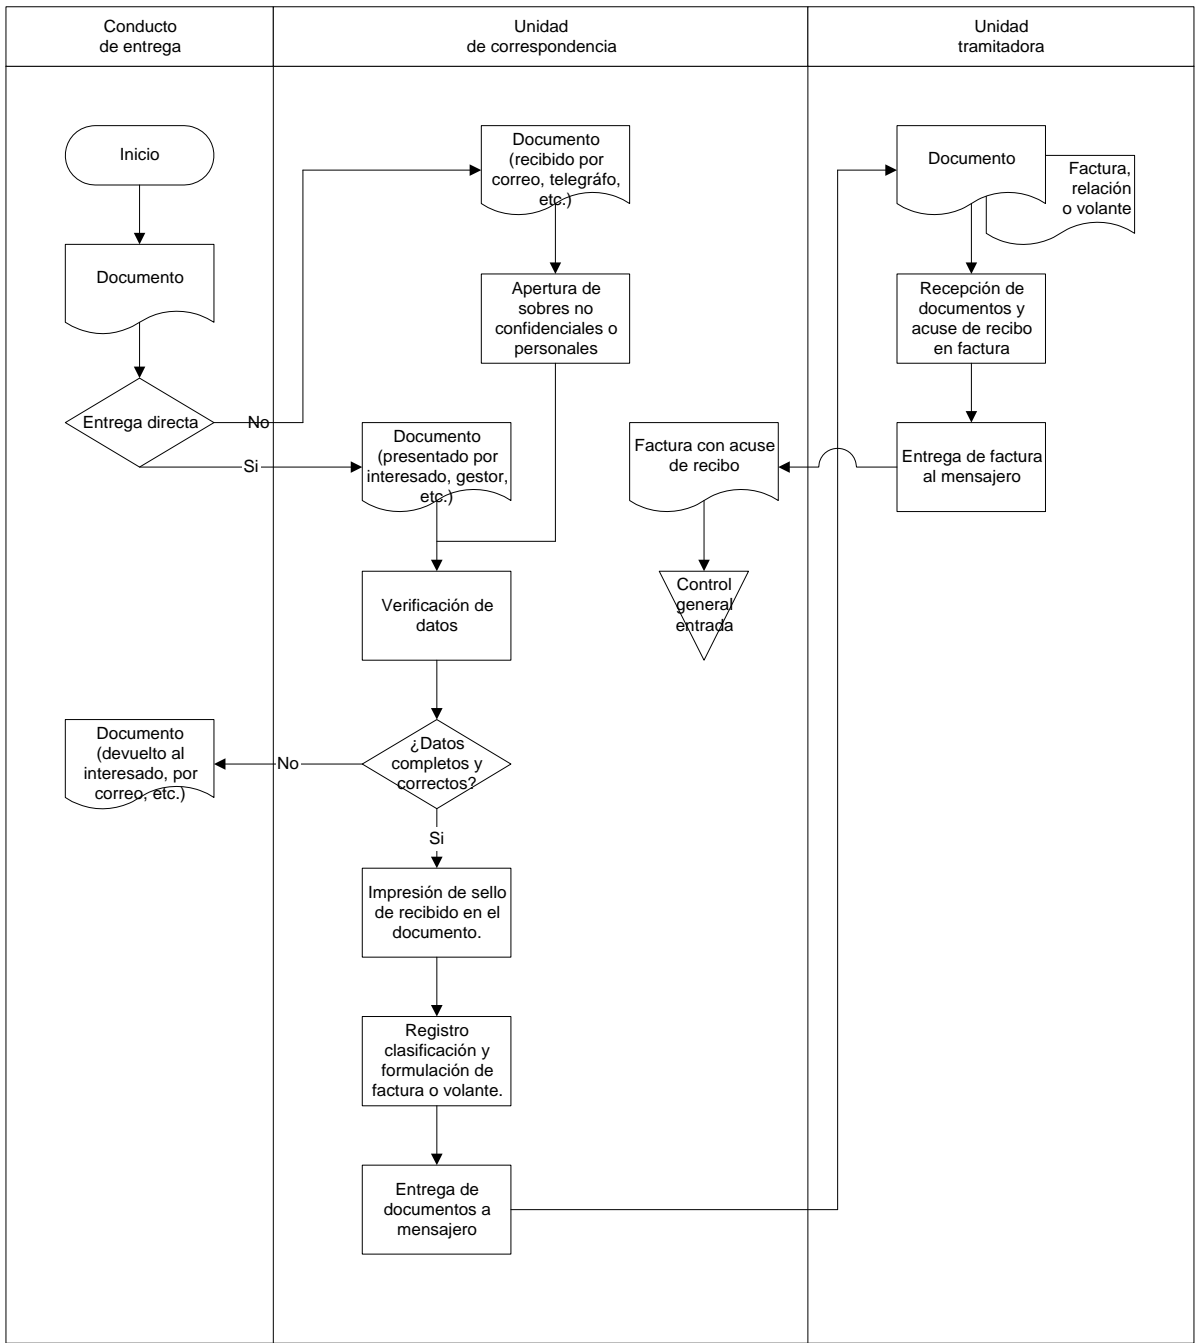 Conducto
de entrega
Unidad
de correspondencia
Unidad
tramitadora
Inicio
Documento
Entrega directa
No
Si
Documento
(recibido por
correo, telegráfo,
etc.)
Apertura de
sobres no
confidenciales o
personales
Documento
(presentado por
interesado, gestor,
etc.)
Verificación de
datos
¿Datos
completos y
correctos?
No
Documento
(devuelto al
interesado, por
correo, etc.)
Si
Impresión de sello
de recibido en el
documento.
Registro
clasificación y
formulación de
factura o volante.
Entrega de
documentos a
mensajero
Documento
Factura,
relación
o volante
Recepción de
documentos y
acuse de recibo
en factura
Entrega de factura
al mensajero
Factura con acuse
de recibo
Control
general
entrada